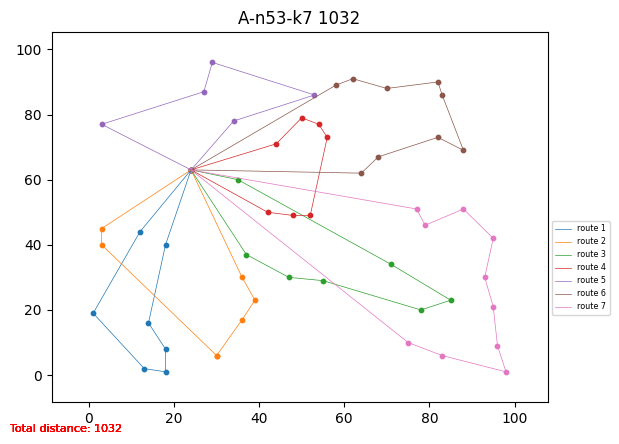 A-n53-k7 1032
100
80
60
40
20
0
0 20 40 60 80 100
route 1
route 2
route 3
route 4
route 5
route 6
route 7
Total distance: 1032